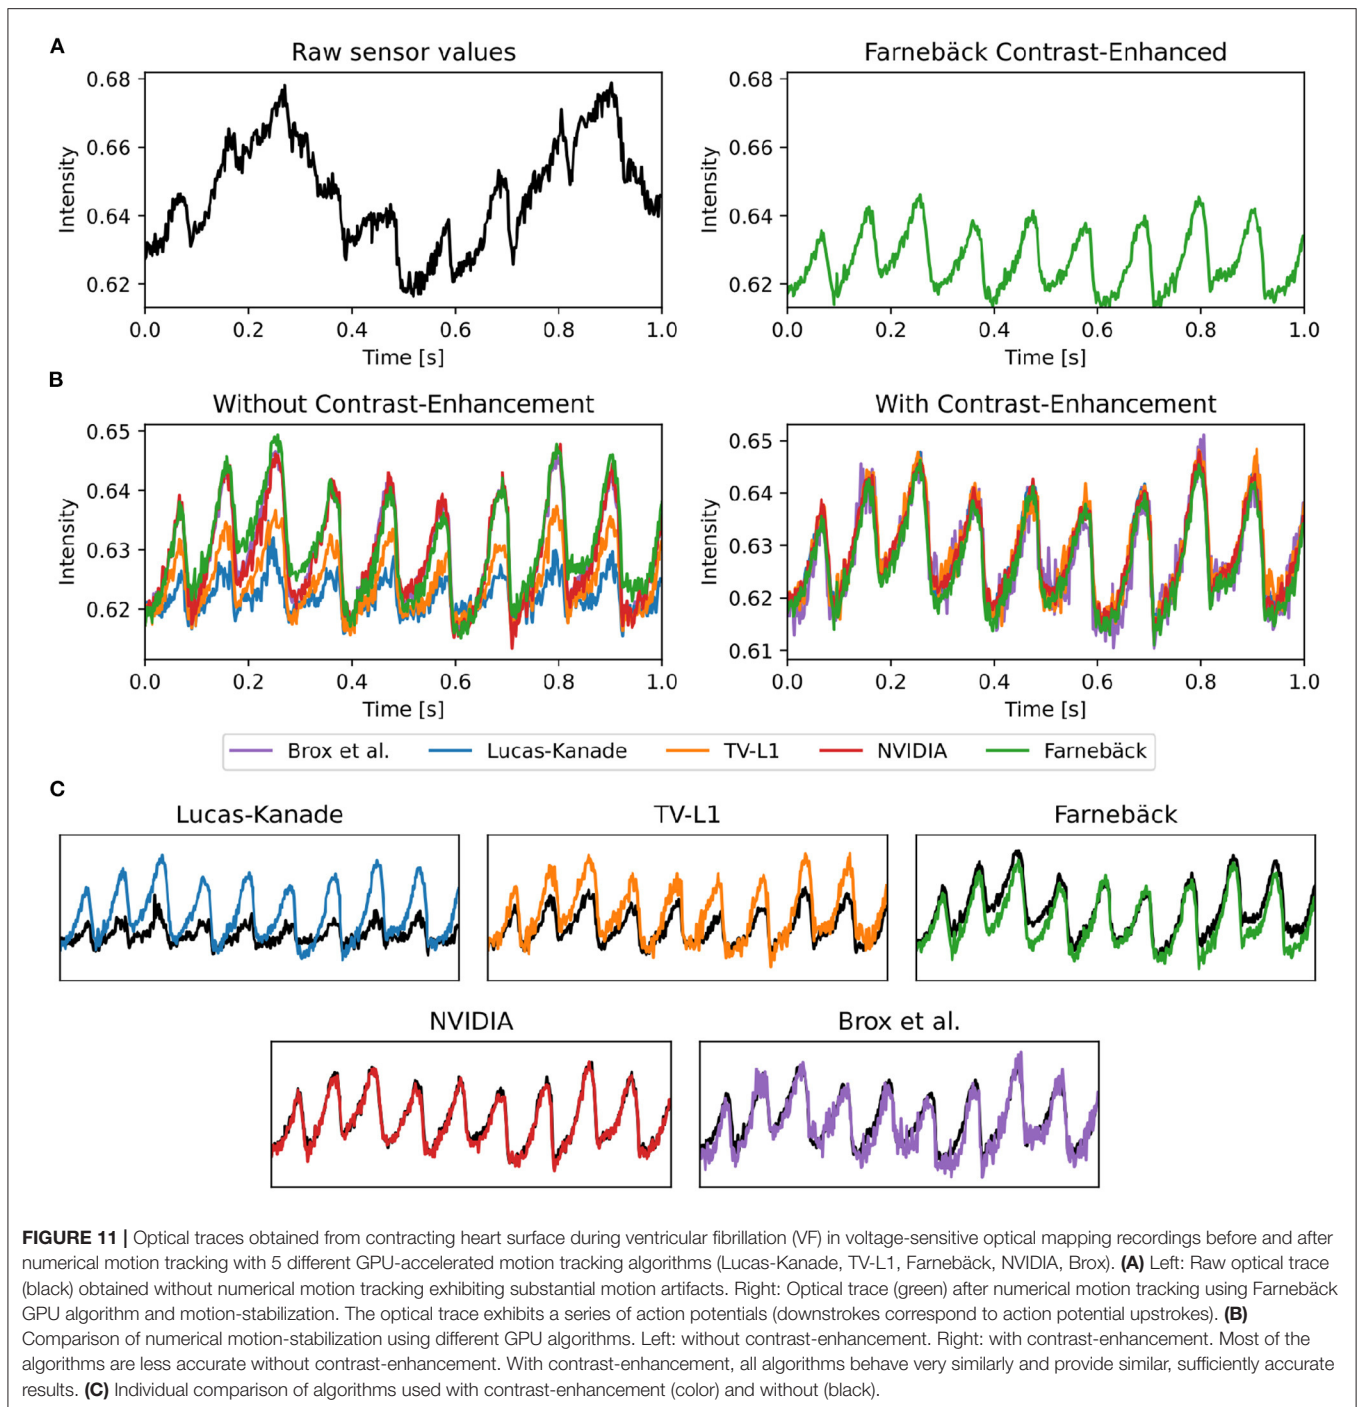 A
Raw sensor values
Farnebäck Contrast-Enhanced
Intensity
0.68
0.66
0.64
0.62
0.0 0.2 0.4 0.6 0.8 1.0
Time [s]
Intensity
0.68
0.66
0.64
0.62
0.0 0.2 0.4 0.6 0.8 1.0
Time [s]
B
Without Contrast-Enhancement
With Contrast-Enhancement
Intensity
0.65
0.64
0.63
0.62
0.0 0.2 0.4 0.6 0.8 1.0
Time [s]
Intensity
0.65
0.64
0.63
0.62
0.61
0.0 0.2 0.4 0.6 0.8 1.0
Time [s]
Brox et al. Lucas-Kanade TV-L1 NVIDIA Farnebäck
C
Lucas-Kanade
TV-L1
Farnebäck
NVIDIA
Brox et al.
FIGURE 11 | Optical traces obtained from contracting heart surface during ventricular fibrillation (VF) in voltage-sensitive optical mapping recordings before and after
numerical motion tracking with 5 different GPU-accelerated motion tracking algorithms (Lucas-Kanade, TV-L1, Farnebäck, NVIDIA, Brox). (A) Left: Raw optical trace
(black) obtained without numerical motion tracking exhibiting substantial motion artifacts. Right: Optical trace (green) after numerical motion tracking using Farnebäck
GPU algorithm and motion-stabilization. The optical trace exhibits a series of action potentials (downstrokes correspond to action potential upstrokes). (B)
Comparison of numerical motion-stabilization using different GPU algorithms. Left: without contrast-enhancement. Right: with contrast-enhancement. Most of the
algorithms are less accurate without contrast-enhancement. With contrast-enhancement, all algorithms behave very similarly and provide similar, sufficiently accurate
results. (C) Individual comparison of algorithms used with contrast-enhancement (color) and without (black).